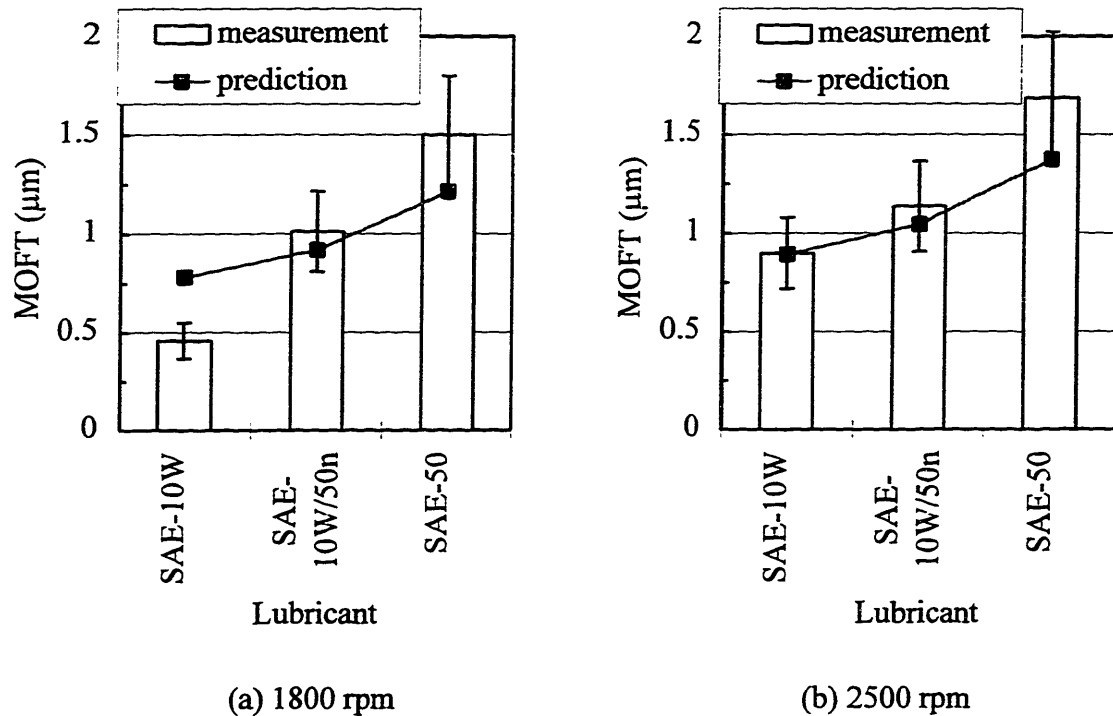 2
measurement
prediction
1.5
1
0.5
0
MOFT (μm)
SAE-10W
SAE-
10W/50n
SAE-50
Lubricant
(a) 1800 rpm
2
measurement
prediction
1.5
1
0.5
0
MOFT (μm)
SAE-10W
SAE-
10W/50n
SAE-50
Lubricant
(b) 2500 rpm